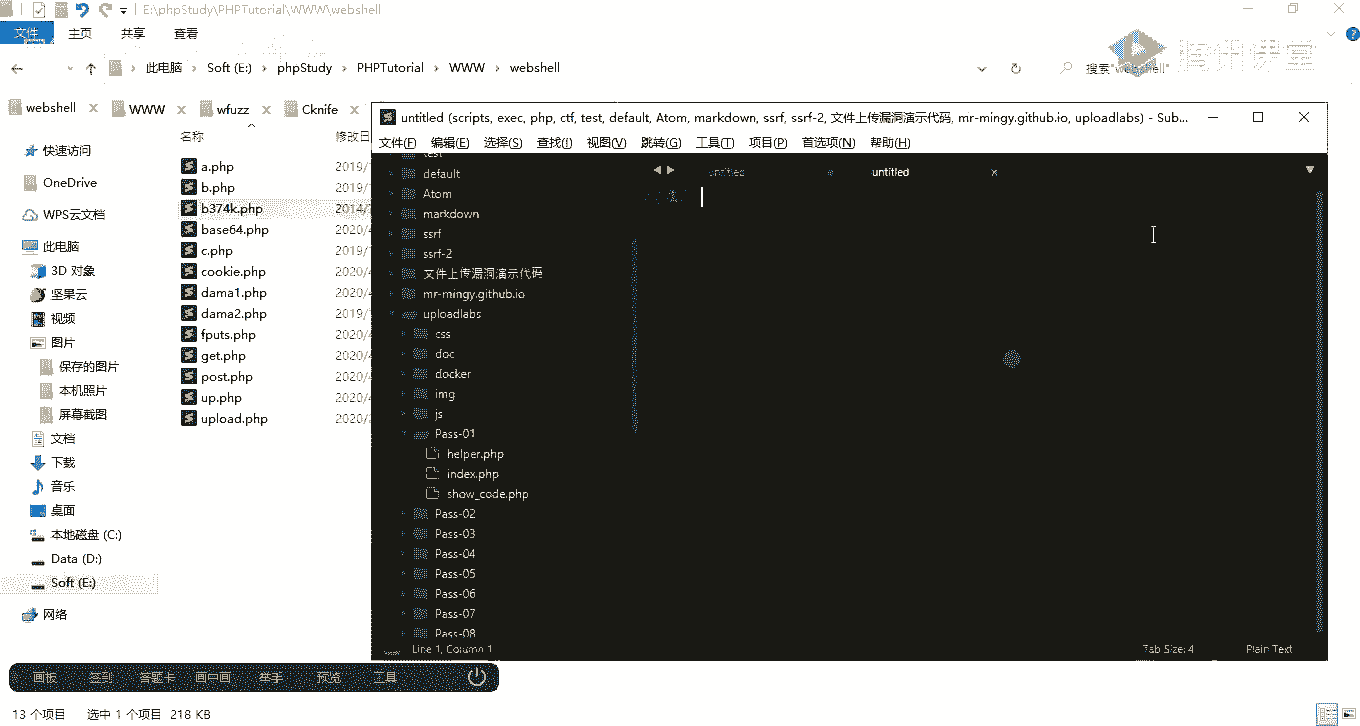 E:\phpStudy\PHPTutorial\WWW\webshell
文件 主页 共享 查看
此电脑 Soft (E:) phpStudy PHPTutorial WWW webshell
搜索"webshell"
腾讯课堂
webshell WWW wfuzz Cknife
名称 修改日
快速访问
OneDrive
WPS云文档
此电脑
3D 对象
坚果云
视频
图片
保存的图片
本机照片
屏幕截图
文档
下载
音乐
桌面
本地磁盘 (C:)
Data (D:)
Soft (E:)
网络
a.php 2019/
b.php 2019/
b374k.php 2014/
base64.php 2020/
c.php 2019/
cookie.php 2020/
dama1.php 2020/
dama2.php 2019/
fputs.php 2020/
get.php 2020/
post.php 2020/
up.php 2020/
upload.php 2020/
untitled (scripts, exec, php, ctf, test, default, Atom, markdown, ssrf, ssrf-2, 文件上传漏洞演示代码, mr-mingy.github.io, uploadlabs) - Sub...
文件(F) 编辑(E) 选择(S) 查找(I) 视图(V) 跳转(G) 工具(T) 项目(P) 首选项(N) 帮助(H)
test
default
Atom
markdown
ssrf
ssrf-2
文件上传漏洞演示代码
mr-mingy.github.io
uploadlabs
css
doc
docker
img
js
Pass-01
helper.php
index.php
show_code.php
Pass-02
Pass-03
Pass-04
Pass-05
Pass-06
Pass-07
Pass-08
untitled untitled
Line 1, Column 1 Tab Size: 4 Plain Text
画板 签到 答题卡 画中画 举手 预览 工具
13 个项目 选中 1 个项目 218 KB